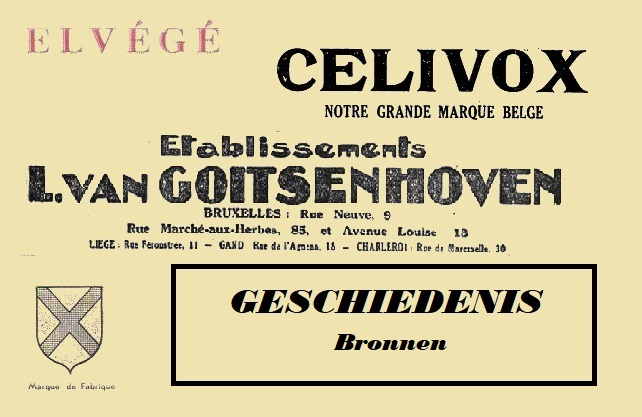 ELVÉGÉ
CELIVOX
NOTRE GRANDE MARQUE BELGE
Etablissements
L. VAN GOITSENHOVEN
BRUXELLES : Rue Neuve, 9
Rue Marché-aux-Herbes, 85, et Avenue Louise 13
LIEGE : Rue Féronstrée, 11 — GAND Rue de l'Agneau, 18 — CHARLEROI : Rue de Marcinelle, 30
GESCHIEDENIS
Bronnen
Marque de Fabrique